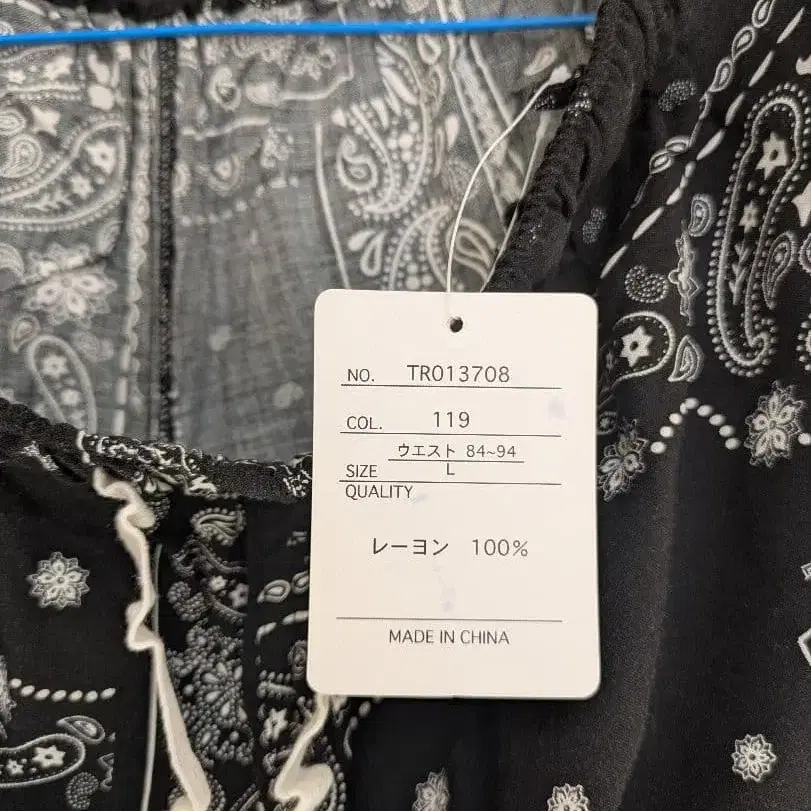 NO. TR013708
COL. 119
ウエスト 84~94
SIZE L
QUALITY
レーヨン 100%
MADE IN CHINA